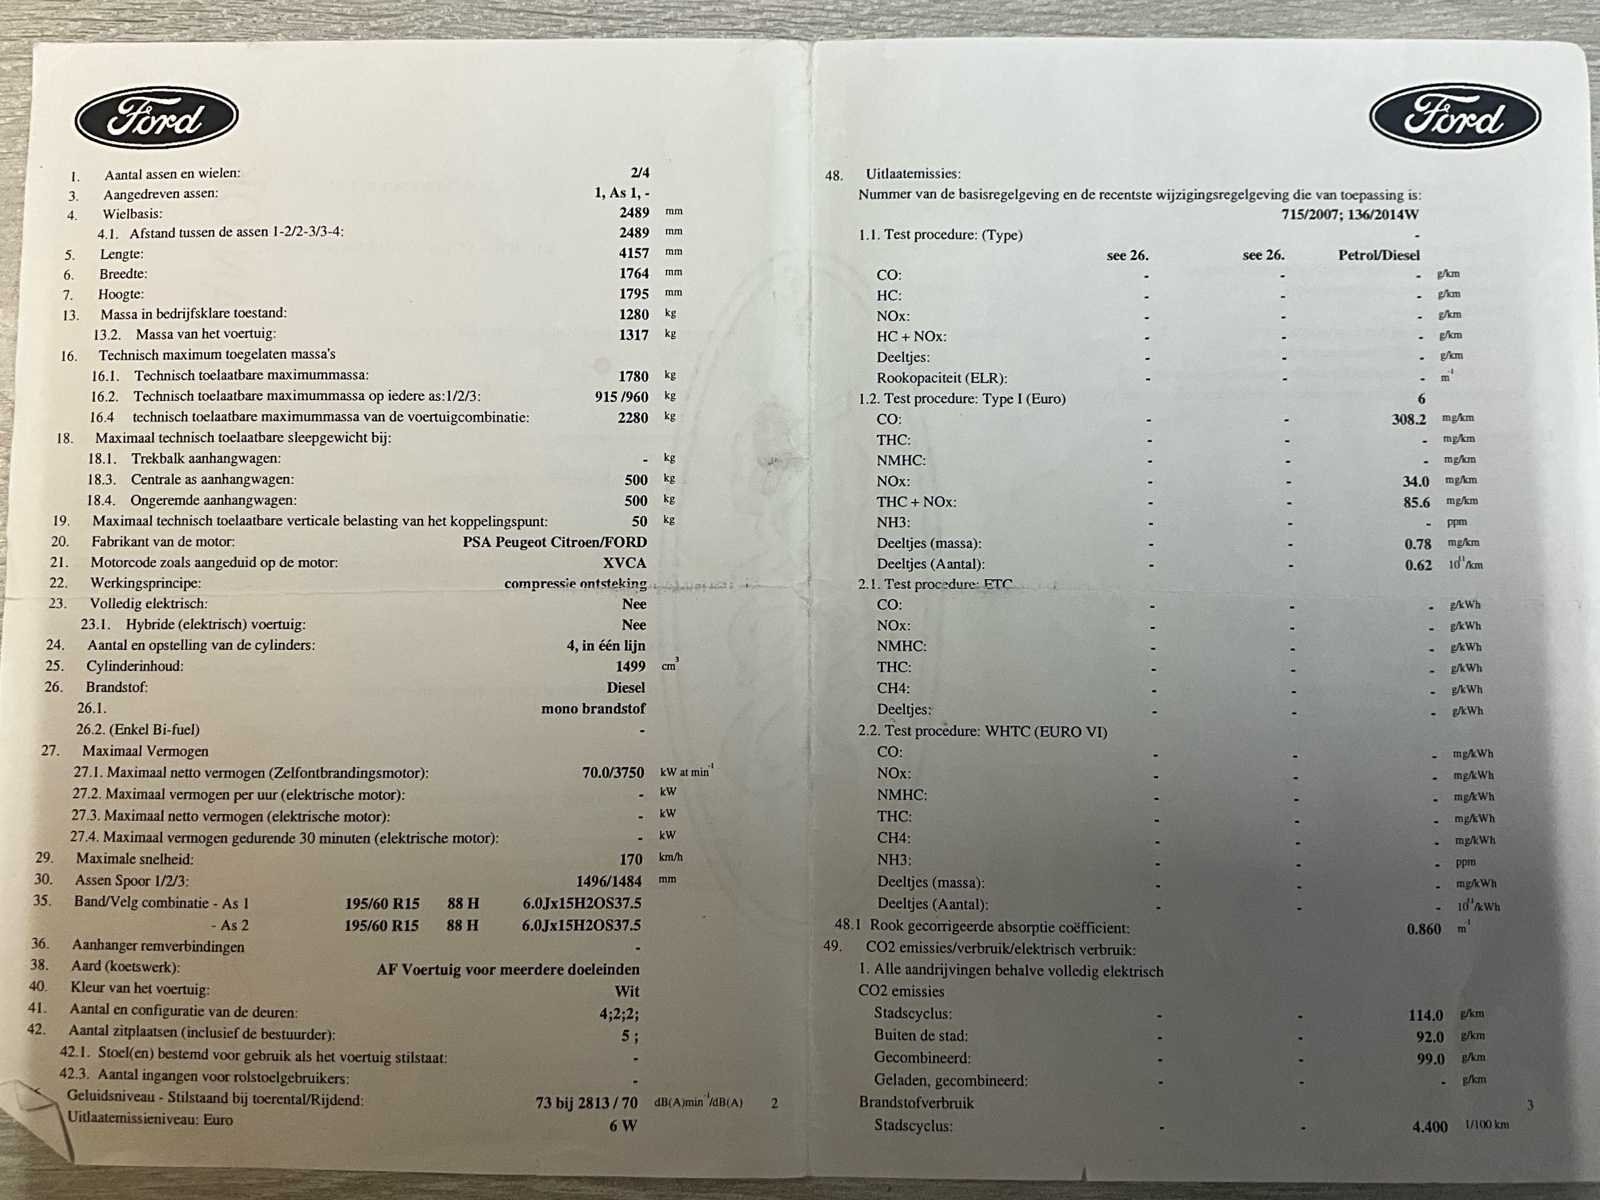 Ford
1. Aantal assen en wielen: 2/4
3. Aangedreven assen: 1, As 1, -
4. Wielbasis: 2489 mm
4.1. Afstand tussen de assen 1-2/2-3/3-4: 2489 mm
5. Lengte: 4157 mm
6. Breedte: 1764 mm
7. Hoogte: 1795 mm
13. Massa in bedrijfsklare toestand: 1280 kg
13.2. Massa van het voertuig: 1317 kg
16. Technisch maximum toegelaten massa's
16.1. Technisch toelaatbare maximummassa: 1780 kg
16.2. Technisch toelaatbare maximummassa op iedere as:1/2/3: 915 /960 kg
16.4 technisch toelaatbare maximummassa van de voertuigcombinatie: 2280 kg
18. Maximaal technisch toelaatbare sleepgewicht bij:
18.1. Trekbalk aanhangwagen: - kg
18.3. Centrale as aanhangwagen: 500 kg
18.4. Ongeremde aanhangwagen: 500 kg
19. Maximaal technisch toelaatbare verticale belasting van het koppelingspunt: 50 kg
20. Fabrikant van de motor: PSA Peugeot Citroen/FORD
21. Motorcode zoals aangeduid op de motor: XVCA
22. Werkingsprincipe: compressie ontsteking
23. Volledig elektrisch: Nee
23.1. Hybride (elektrisch) voertuig: Nee
24. Aantal en opstelling van de cylinders: 4, in één lijn
25. Cylinderinhoud: 1499 cm³
26. Brandstof: Diesel
26.1. mono brandstof
26.2. (Enkel Bi-fuel) -
27. Maximaal Vermogen
27.1. Maximaal netto vermogen (Zelfontbrandingsmotor): 70.0/3750 kW at min⁻¹
27.2. Maximaal vermogen per uur (elektrische motor): - kW
27.3. Maximaal netto vermogen (elektrische motor): - kW
27.4. Maximaal vermogen gedurende 30 minuten (elektrische motor): - kW
29. Maximale snelheid: 170 km/h
30. Assen Spoor 1/2/3: 1496/1484 mm
35. Band/Velg combinatie - As 1 195/60 R15 88 H 6.0Jx15H2OS37.5
- As 2 195/60 R15 88 H 6.0Jx15H2OS37.5
36. Aanhanger remverbindingen -
38. Aard (koetswerk): AF Voertuig voor meerdere doeleinden
40. Kleur van het voertuig: Wit
41. Aantal en configuratie van de deuren: 4;2;2;
42. Aantal zitplaatsen (inclusief de bestuurder): 5 ;
42.1. Stoel(en) bestemd voor gebruik als het voertuig stilstaat: -
42.3. Aantal ingangen voor rolstoelgebruikers: -
Geluidsniveau - Stilstaand bij toerental/Rijdend: 73 bij 2813 / 70 dB(A)min⁻¹/dB(A) 2
Uitlaatemissieniveau: Euro 6 W
Ford
48. Uitlaatemissies:
Nummer van de basisregelgeving en de recentste wijzigingsregelgeving die van toepassing is:
715/2007; 136/2014W
1.1. Test procedure: (Type) -
see 26. see 26. Petrol/Diesel
CO: - - - g/km
HC: - - - g/km
NOx: - - - g/km
HC + NOx: - - - g/km
Deeltjes: - - - g/km
Rookopaciteit (ELR): - - - m⁻¹
1.2. Test procedure: Type I (Euro) 6
CO: - - 308.2 mg/km
THC: - - - mg/km
NMHC: - - - mg/km
NOx: - - 34.0 mg/km
THC + NOx: - - 85.6 mg/km
NH3: - - - ppm
Deeltjes (massa): - - 0.78 mg/km
Deeltjes (Aantal): - - 0.62 10¹¹/km
2.1. Test procedure: ETC
CO: - - - g/kWh
NOx: - - - g/kWh
NMHC: - - - g/kWh
THC: - - - g/kWh
CH4: - - - g/kWh
Deeltjes: - - - g/kWh
2.2. Test procedure: WHTC (EURO VI)
CO: - - - mg/kWh
NOx: - - - mg/kWh
NMHC: - - - mg/kWh
THC: - - - mg/kWh
CH4: - - - mg/kWh
NH3: - - - ppm
Deeltjes (massa): - - - mg/kWh
Deeltjes (Aantal): - - - 10¹¹/kWh
48.1 Rook gecorrigeerde absorptie coëfficient: 0.860 m⁻¹
49. CO2 emissies/verbruik/elektrisch verbruik:
1. Alle aandrijvingen behalve volledig elektrisch
CO2 emissies
Stadscyclus: - - 114.0 g/km
Buiten de stad: - - 92.0 g/km
Gecombineerd: - - 99.0 g/km
Geladen, gecombineerd: - - - g/km
Brandstofverbruik 3
Stadscyclus: - - 4.400 1/100 km